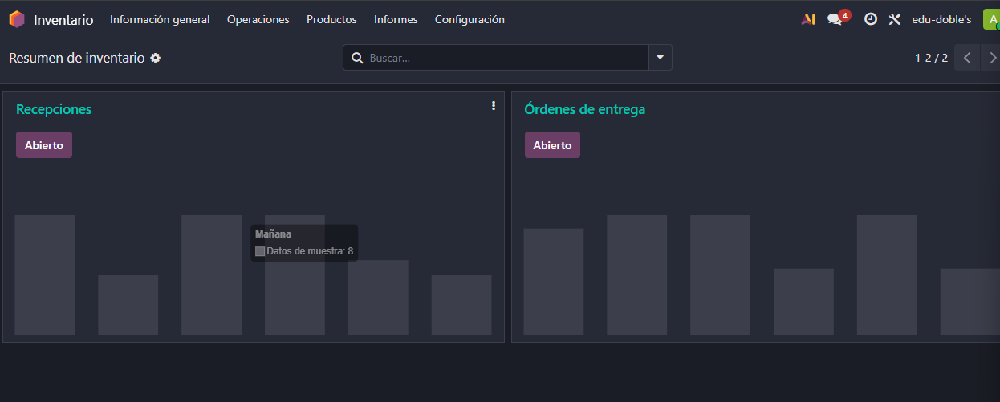 Inventario Información general Operaciones Productos Informes Configuración 4 edu-doble's A
Resumen de inventario Buscar... 1-2 / 2
Recepciones
Abierto
Mañana
Datos de muestra: 8
Órdenes de entrega
Abierto